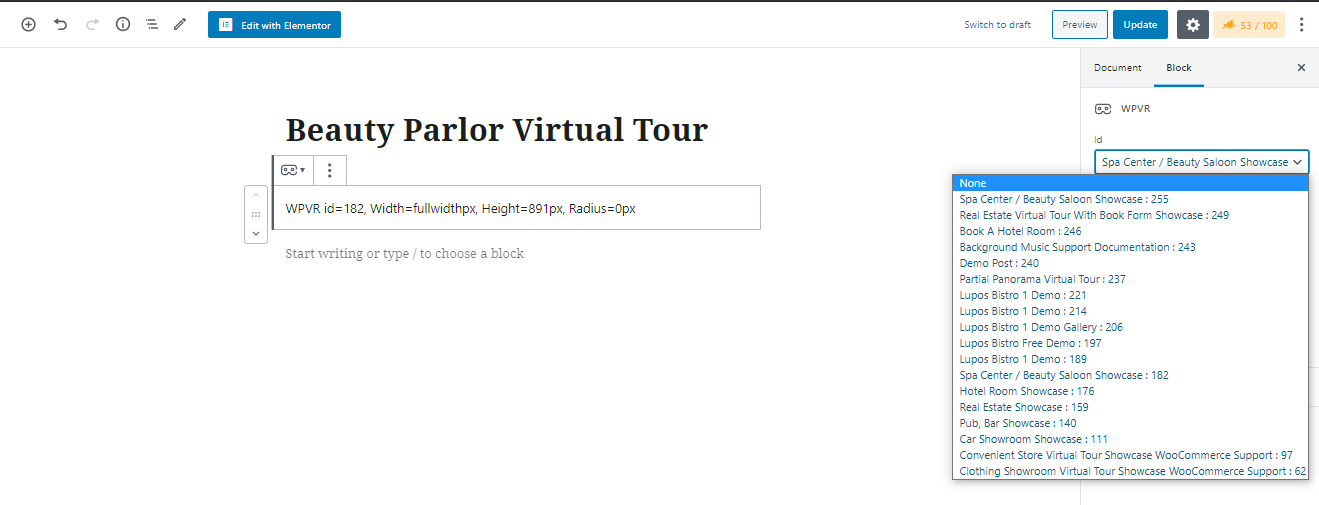 Edit with Elementor
Switch to draft
Preview
Update
53 / 100
Document
Block
WPVR
Id
Spa Center / Beauty Saloon Showcase
Beauty Parlor Virtual Tour
WPVR id=182, Width=fullwidthpx, Height=891px, Radius=0px
Start writing or type / to choose a block
None
Spa Center / Beauty Saloon Showcase : 255
Real Estate Virtual Tour With Book Form Showcase : 249
Book A Hotel Room : 246
Background Music Support Documentation : 243
Demo Post : 240
Partial Panorama Virtual Tour : 237
Lupos Bistro 1 Demo : 221
Lupos Bistro 1 Demo : 214
Lupos Bistro 1 Demo Gallery : 206
Lupos Bistro Free Demo : 197
Lupos Bistro 1 Demo : 189
Spa Center / Beauty Saloon Showcase : 182
Hotel Room Showcase : 176
Real Estate Showcase : 159
Pub, Bar Showcase : 140
Car Showroom Showcase : 111
Convenient Store Virtual Tour Showcase WooCommerce Support : 97
Clothing Showroom Virtual Tour Showcase WooCommerce Support : 62